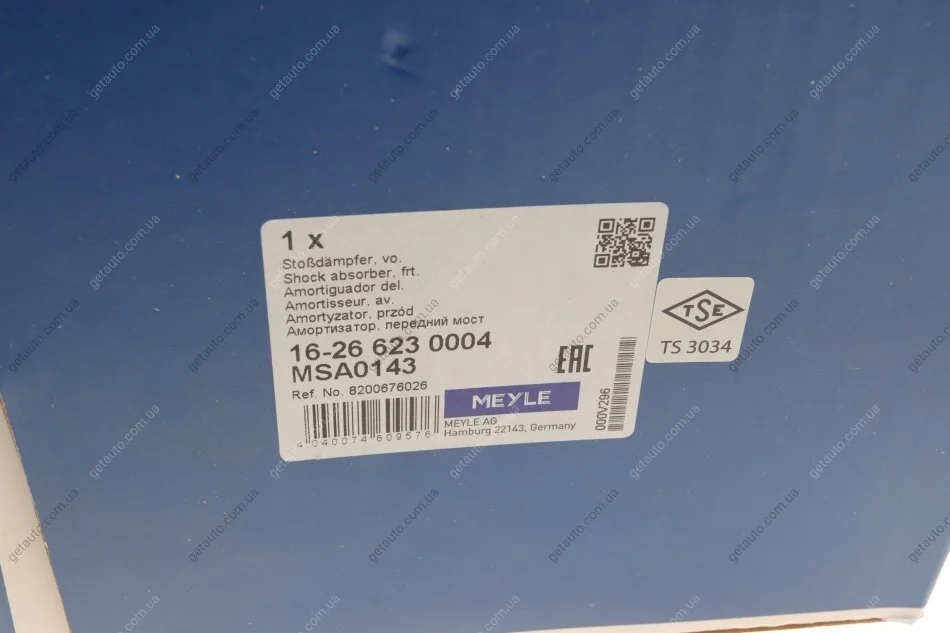 1 x
Stoßdämpfer, vo.
Shock absorber, frt.
Amortiguador del.
Amortisseur, av.
Amortyzator, przód
Амортизатор, передний мост
16-26 623 0004
MSA0143
Ref. No. 8200676026
4 040074 609576
EAC
MEYLE
MEYLE AG
Hamburg 22143, Germany
000V296
TSE
TS 3034
getauto.com.ua